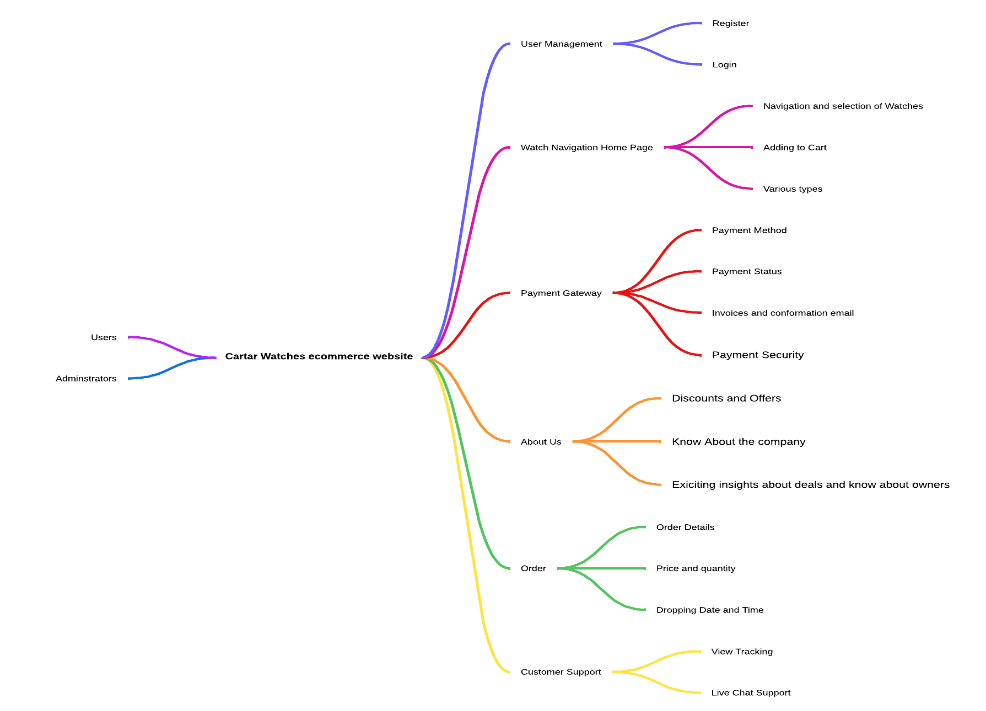 Users
Adminstrators
Cartar Watches ecommerce website
User Management
Register
Login
Watch Navigation Home Page
Navigation and selection of Watches
Adding to Cart
Various types
Payment Gateway
Payment Method
Payment Status
Invoices and conformation email
Payment Security
About Us
Discounts and Offers
Know About the company
Exiciting insights about deals and know about owners
Order
Order Details
Price and quantity
Dropping Date and Time
Customer Support
View Tracking
Live Chat Support